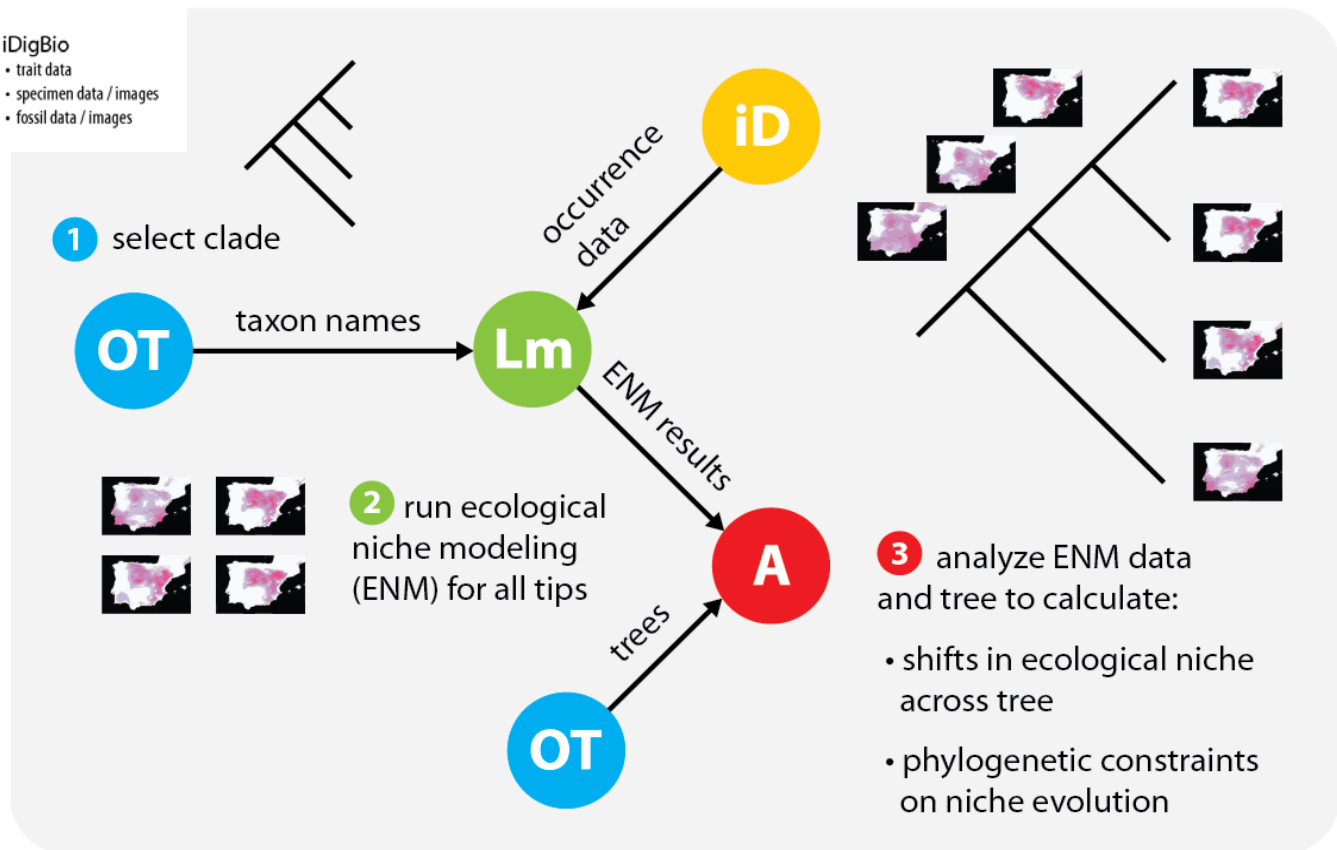 iDigBio
• trait data
• specimen data / images
• fossil data / images
iD
occurrence
data
1 select clade
OT
taxon names
Lm
ENM results
2 run ecological
niche modeling
(ENM) for all tips
A
trees
OT
3 analyze ENM data
and tree to calculate:
• shifts in ecological niche
across tree
• phylogenetic constraints
on niche evolution